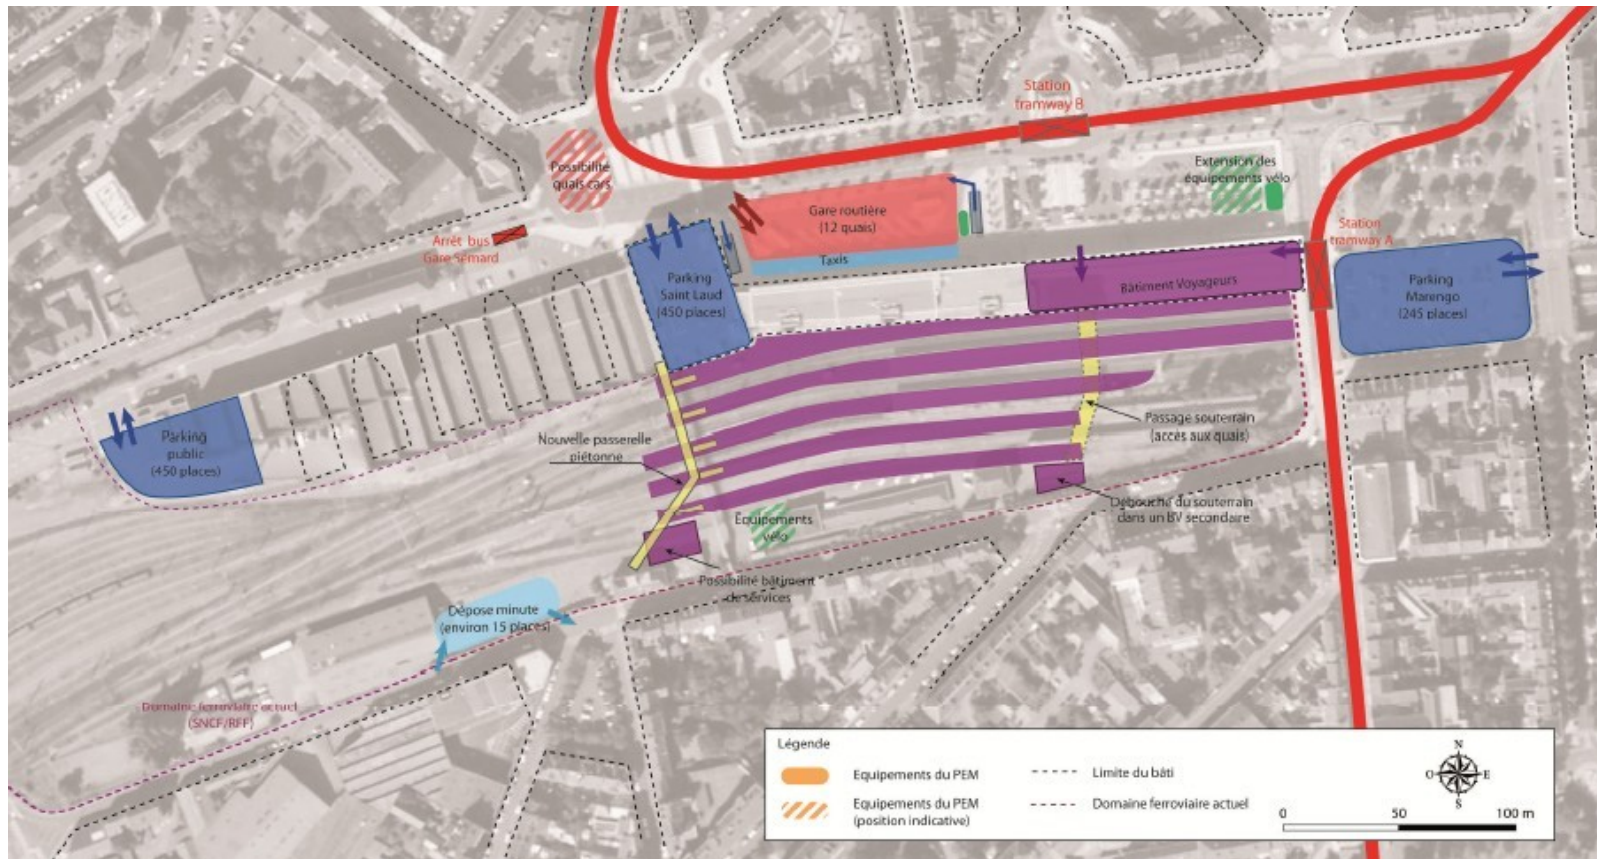 Station
tramway B
Possibilité
quais cars
Extension des
équipements vélo
Gare routière
(12 quais)
Arrêt bus
Gare Sémard
Station
tramway A
Taxis
Parking
Saint Laud
(450 places)
Bâtiment Voyageurs
Parking
Marengo
(245 places)
Parking
public
(450 places)
Nouvelle passerelle
piétonne
Passage souterrain
(accès aux quais)
Débouché du souterrain
dans un BV secondaire
Equipements
vélo
Possibilité bâtiment
de services
Dépose minute
(environ 15 places)
Domaine ferroviaire actuel
(SNCF/RFF)
Légende
Equipements du PEM
Equipements du PEM
(position indicative)
Limite du bâti
Domaine ferroviaire actuel
N
O E
S
0 50 100 m